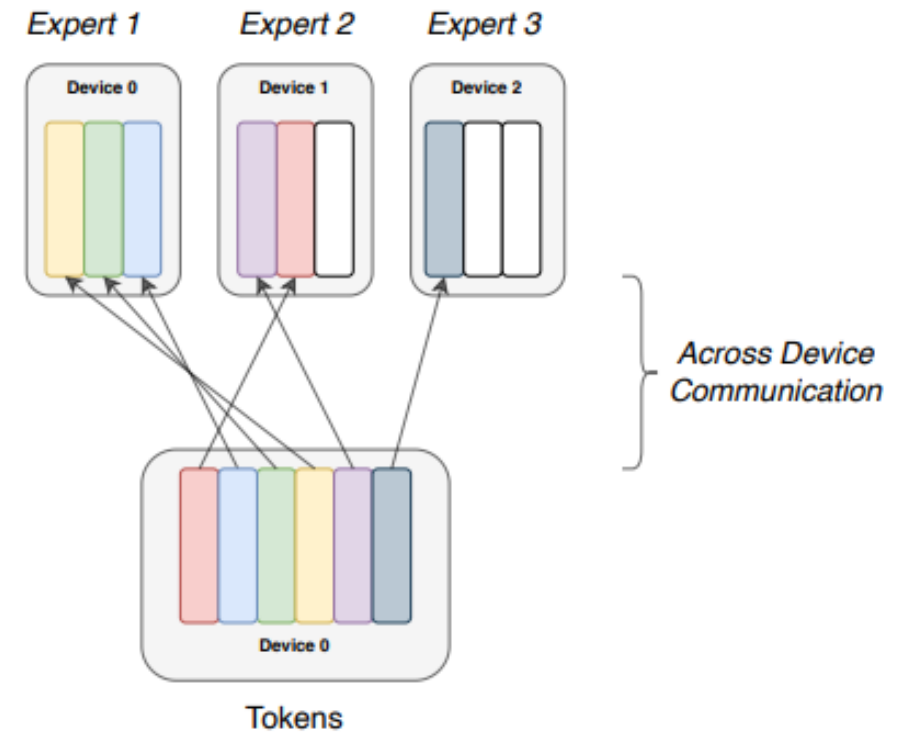 Expert 1
Expert 2
Expert 3
Device 0
Device 1
Device 2
Across Device
Communication
Device 0
Tokens